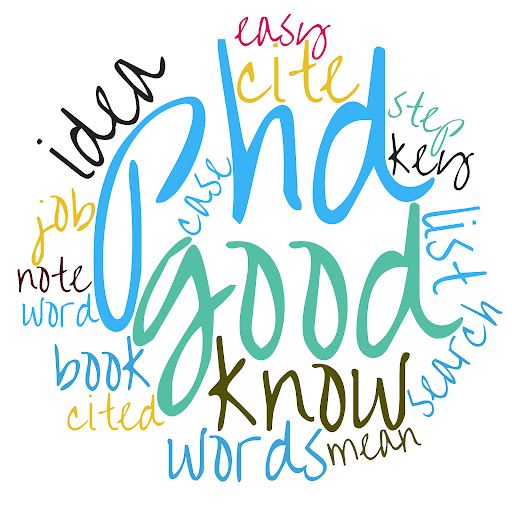 easy
cite
idea
Phd
step
key
case
job
list
good
note
word
search
book
know
cited
words
mean